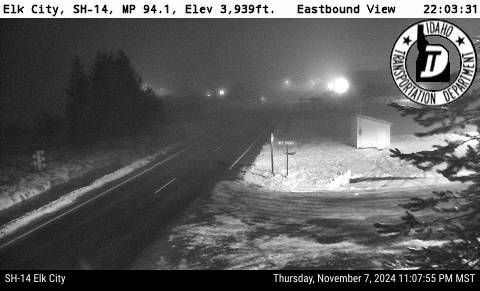 Elk City, SH-14, MP 94.1, Elev 3,939ft. Eastbound View 22:03:31
IDAHO
TRANSPORTATION DEPARTMENT
SH-14 Elk City Thursday, November 7, 2024 11:07:55 PM MST